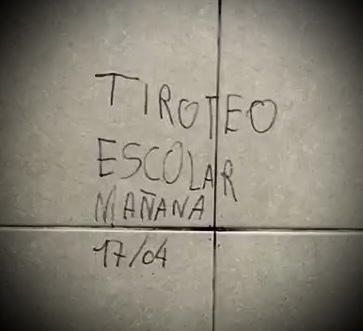 TIROTEO
ESCOLAR
MAÑANA
17/04